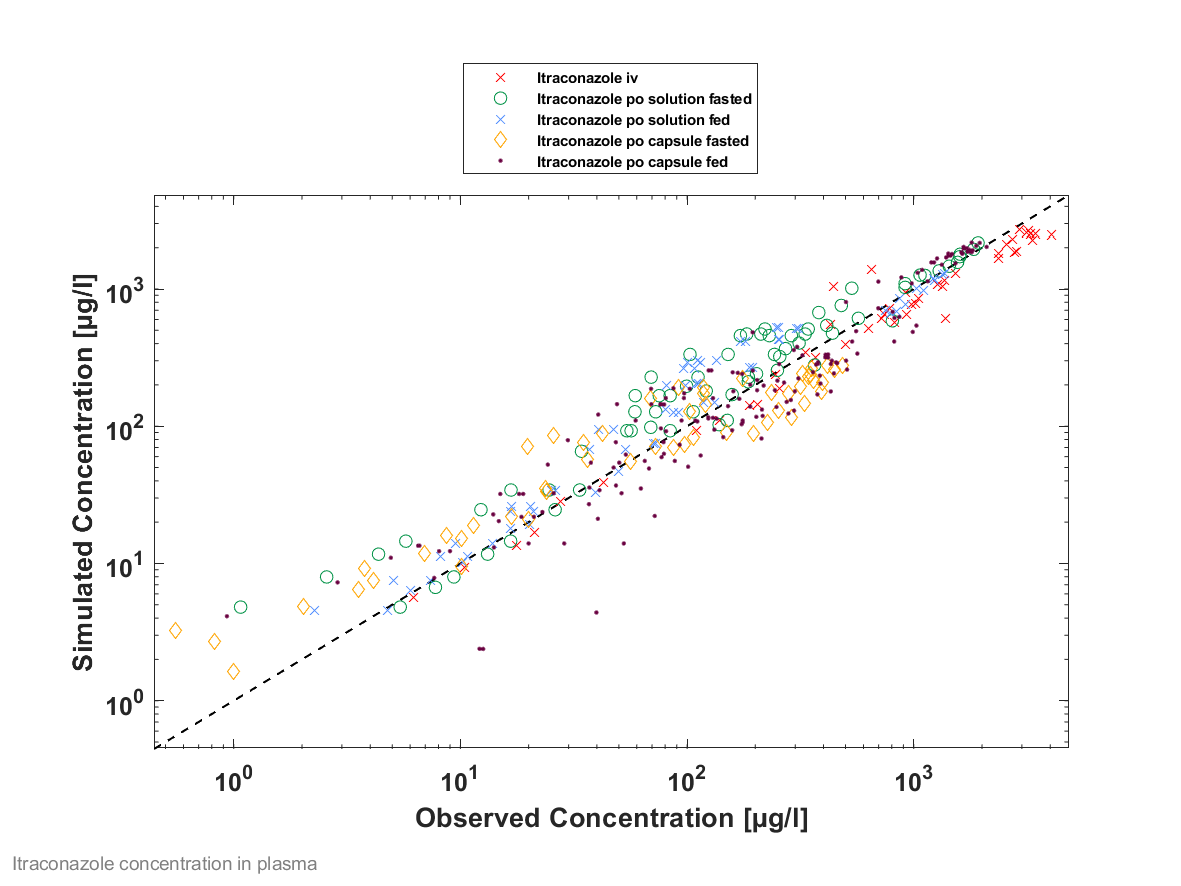 Itraconazole iv
Itraconazole po solution fasted
Itraconazole po solution fed
Itraconazole po capsule fasted
Itraconazole po capsule fed
Simulated Concentration [µg/l]
10³
10²
10¹
10⁰
10⁰ 10¹ 10² 10³
Observed Concentration [µg/l]
Itraconazole concentration in plasma